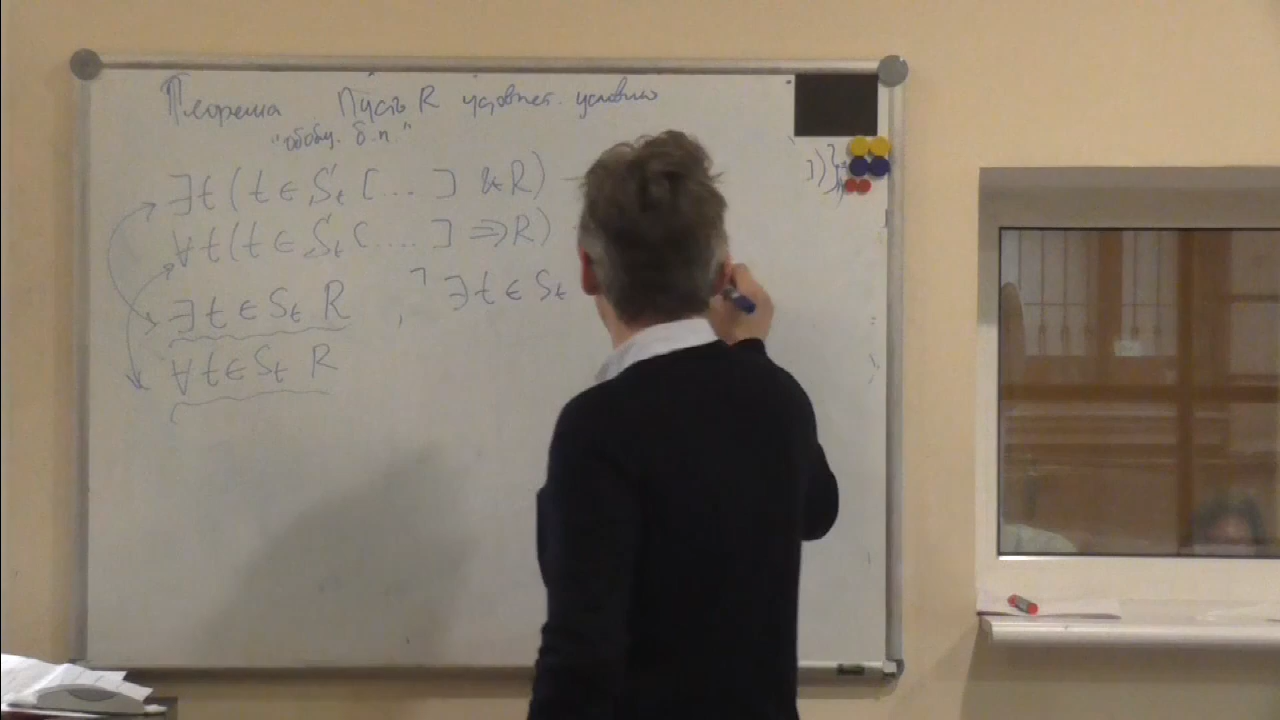 Теорема Пусть R удовлет. условию
"обобщ. б.п."
∃t(t ∈ S_t [...] & R)
∀t(t ∈ S_t [....] ⇒ R)
∃t ∈ S_t R , ¬∃t ∈ S_t
∀t ∈ S_t R